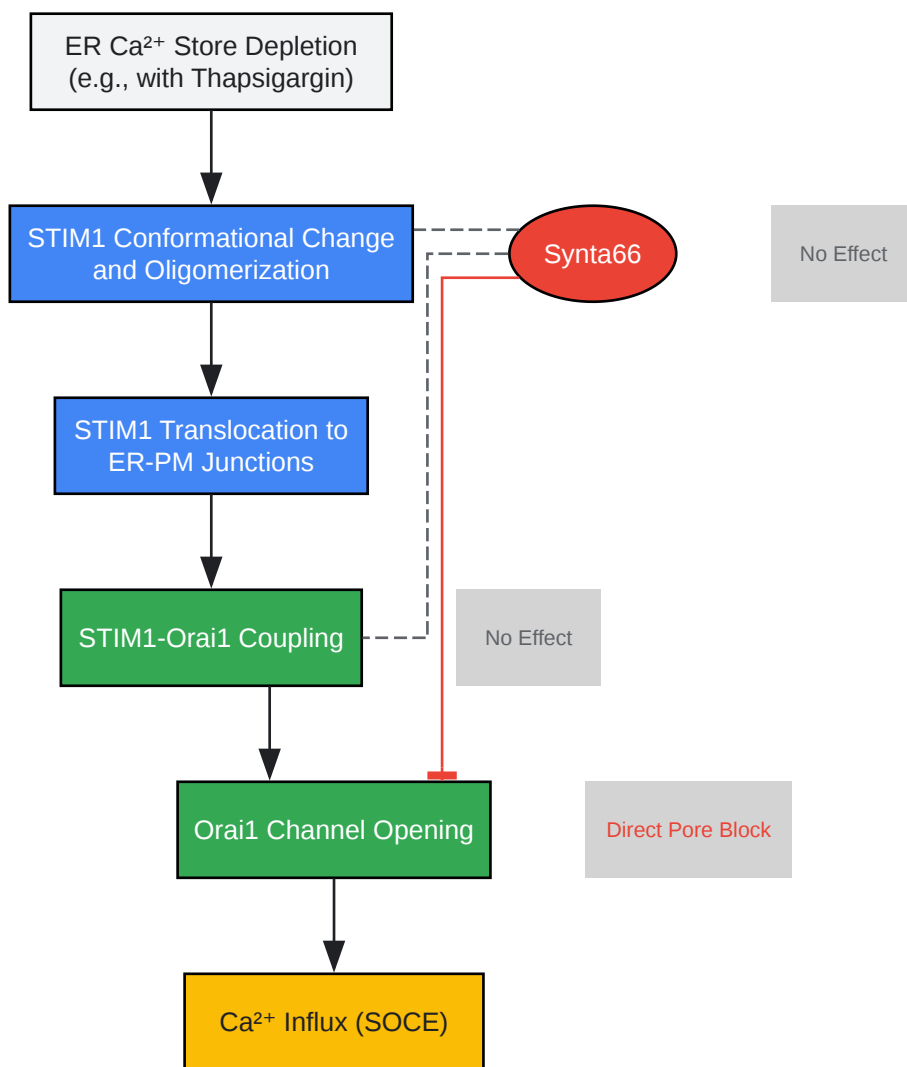 ER Ca²⁺ Store Depletion
(e.g., with Thapsigargin)
STIM1 Conformational Change
and Oligomerization
Synta66
No Effect
STIM1 Translocation to
ER-PM Junctions
STIM1-Orai1 Coupling
No Effect
Orai1 Channel Opening
Direct Pore Block
Ca²⁺ Influx (SOCE)